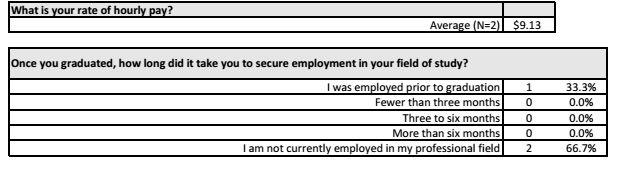 What is your rate of hourly pay?
Average (N=2) $9.13
Once you graduated, how long did it take you to secure employment in your field of study?
I was employed prior to graduation 1 33.3%
Fewer than three months 0 0.0%
Three to six months 0 0.0%
More than six months 0 0.0%
I am not currently employed in my professional field 2 66.7%